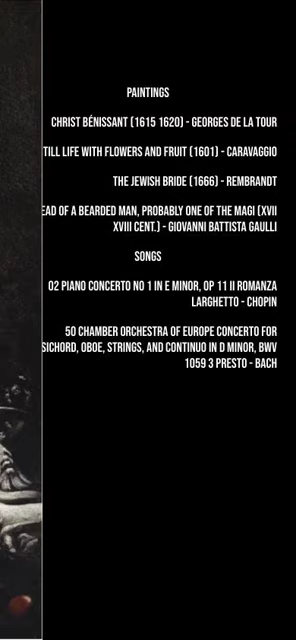 PAINTINGS
CHRIST BÉNISSANT (1615 1620) - GEORGES DE LA TOUR
TILL LIFE WITH FLOWERS AND FRUIT (1601) - CARAVAGGIO
THE JEWISH BRIDE (1666) - REMBRANDT
EAD OF A BEARDED MAN, PROBABLY ONE OF THE MAGI (XVII
XVIII CENT.) - GIOVANNI BATTISTA GAULLI
SONGS
02 PIANO CONCERTO NO 1 IN E MINOR, OP 11 II ROMANZA
LARGHETTO - CHOPIN
50 CHAMBER ORCHESTRA OF EUROPE CONCERTO FOR
SICHORD, OBOE, STRINGS, AND CONTINUO IN D MINOR, BWV
1059 3 PRESTO - BACH